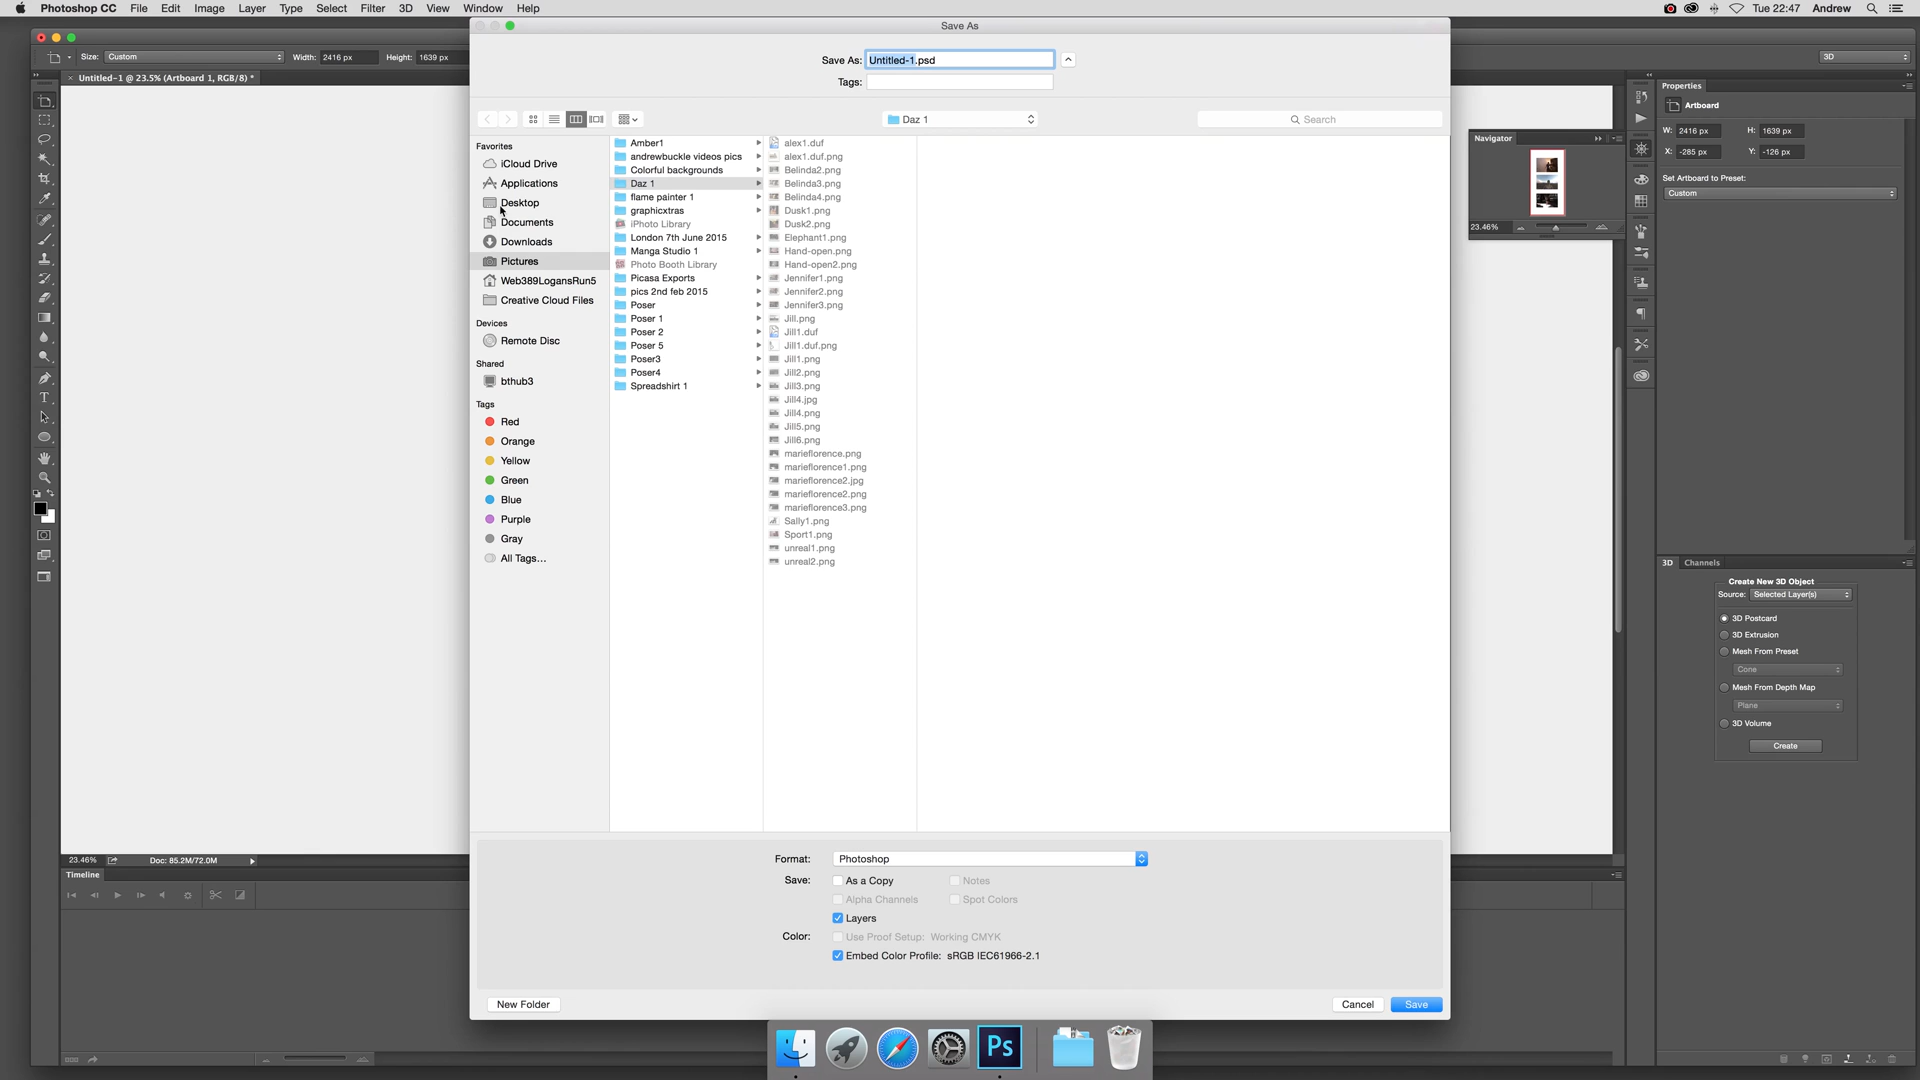 Photoshop CC File Edit Image Layer Type Select Filter 3D View Window Help
Tue 22:47 Andrew
Save As
Size: Custom Width: 2416 px Height: 1639 px
3D
Untitled-1 @ 23.5% (Artboard 1, RGB/8) *
Save As: Untitled-1.psd
Tags:
Daz 1
Search
Favorites
iCloud Drive
Applications
Desktop
Documents
Downloads
Pictures
Web389LogansRun5
Creative Cloud Files
Devices
Remote Disc
Shared
bthub3
Tags
Red
Orange
Yellow
Green
Blue
Purple
Gray
All Tags...
Amber1
andrewbuckle videos pics
Colorful backgrounds
Daz 1
flame painter 1
graphicxtras
iPhoto Library
London 7th June 2015
Manga Studio 1
Photo Booth Library
Picasa Exports
pics 2nd feb 2015
Poser
Poser 1
Poser 2
Poser 5
Poser3
Poser4
Spreadshirt 1
alex1.duf
alex1.duf.png
Belinda2.png
Belinda3.png
Belinda4.png
Dusk1.png
Dusk2.png
Elephant1.png
Hand-open.png
Hand-open2.png
Jennifer1.png
Jennifer2.png
Jennifer3.png
Jill.png
Jill1.duf
Jill1.duf.png
Jill1.png
Jill2.png
Jill3.png
Jill4.jpg
Jill4.png
Jill5.png
Jill6.png
marieflorence.png
marieflorence1.png
marieflorence2.jpg
marieflorence2.png
marieflorence3.png
Sally1.png
Sport1.png
unreal1.png
unreal2.png
Navigator
23.46%
Properties
Artboard
W: 2416 px H: 1639 px
X: -285 px Y: -126 px
Set Artboard to Preset:
Custom
3D Channels
Create New 3D Object
Source: Selected Layer(s)
3D Postcard
3D Extrusion
Mesh From Preset
Cone
Mesh From Depth Map
Plane
3D Volume
Create
23.46% Doc: 85.2M/72.0M
Timeline
Format: Photoshop
Save: As a Copy Notes
Alpha Channels Spot Colors
Layers
Color: Use Proof Setup: Working CMYK
Embed Color Profile: sRGB IEC61966-2.1
New Folder Cancel Save
Ps